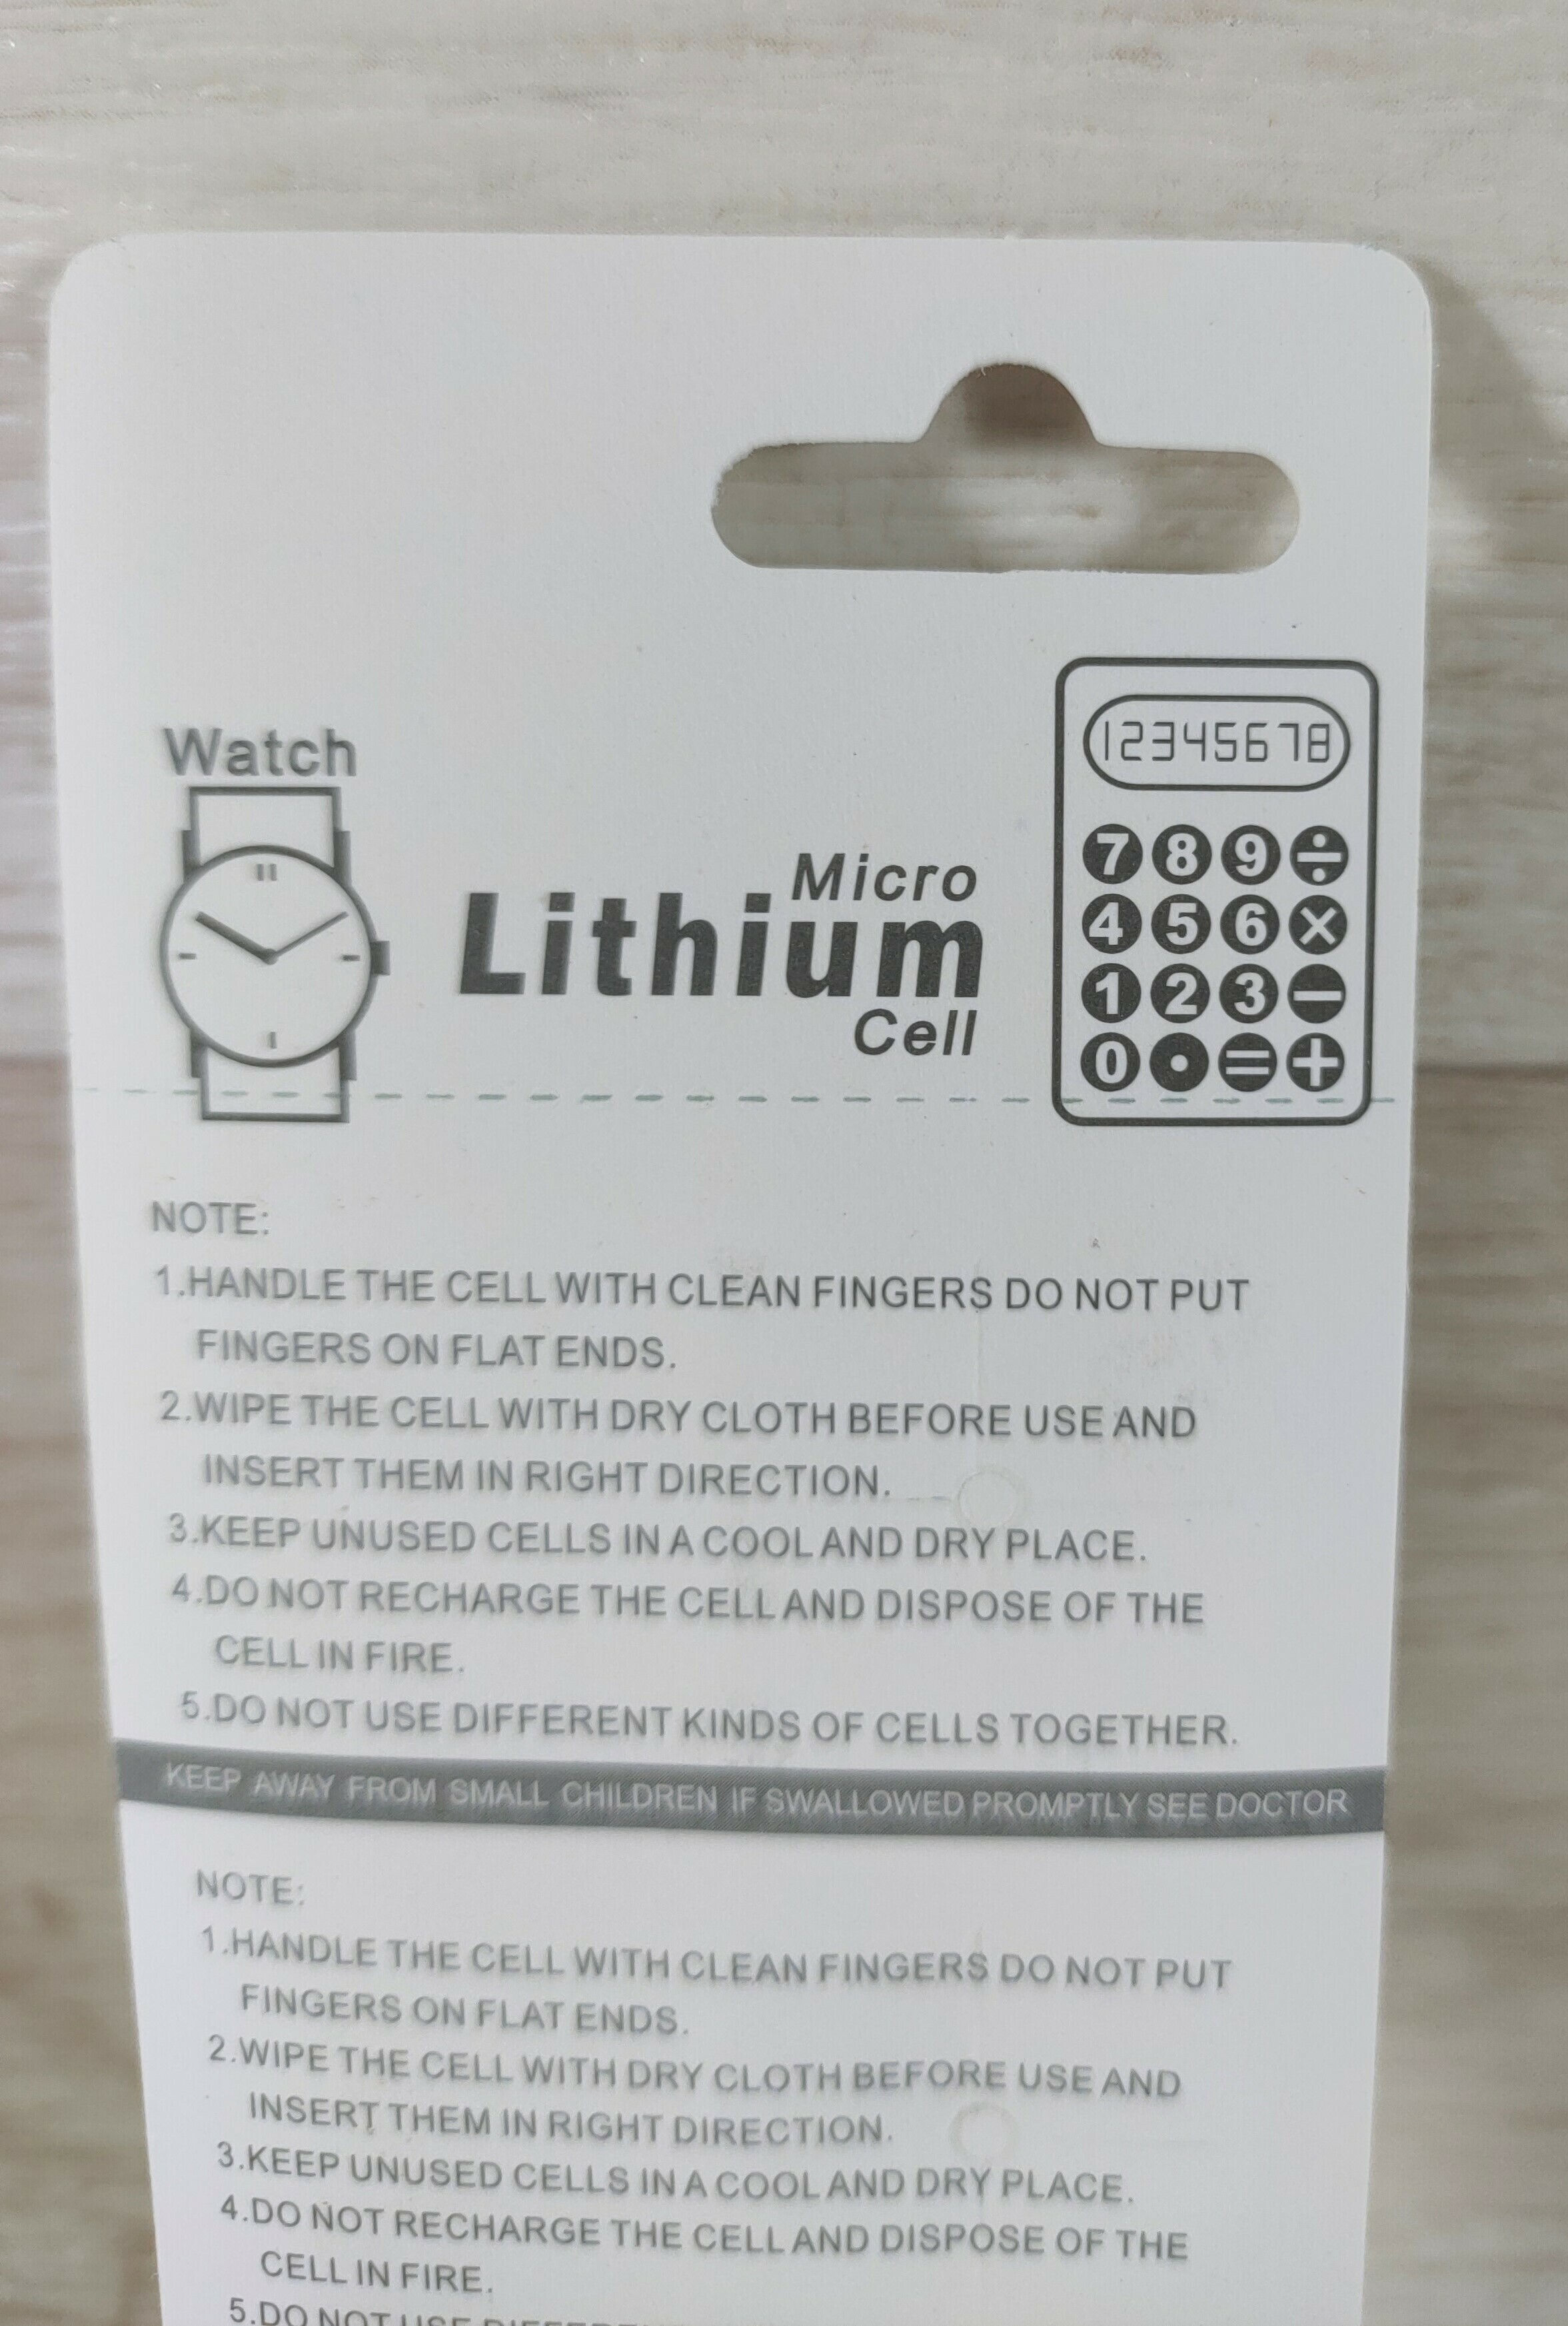 Watch
Micro
Lithium
Cell
12345678
7 8 9 ÷
4 5 6 ×
1 2 3 −
0 • = +
NOTE:
1.HANDLE THE CELL WITH CLEAN FINGERS DO NOT PUT
FINGERS ON FLAT ENDS.
2.WIPE THE CELL WITH DRY CLOTH BEFORE USE AND
INSERT THEM IN RIGHT DIRECTION.
3.KEEP UNUSED CELLS IN A COOL AND DRY PLACE.
4.DO NOT RECHARGE THE CELL AND DISPOSE OF THE
CELL IN FIRE.
5.DO NOT USE DIFFERENT KINDS OF CELLS TOGETHER.
KEEP AWAY FROM SMALL CHILDREN IF SWALLOWED PROMPTLY SEE DOCTOR
NOTE:
1.HANDLE THE CELL WITH CLEAN FINGERS DO NOT PUT
FINGERS ON FLAT ENDS.
2.WIPE THE CELL WITH DRY CLOTH BEFORE USE AND
INSERT THEM IN RIGHT DIRECTION.
3.KEEP UNUSED CELLS IN A COOL AND DRY PLACE.
4.DO NOT RECHARGE THE CELL AND DISPOSE OF THE
CELL IN FIRE.
5.DO NOT USE